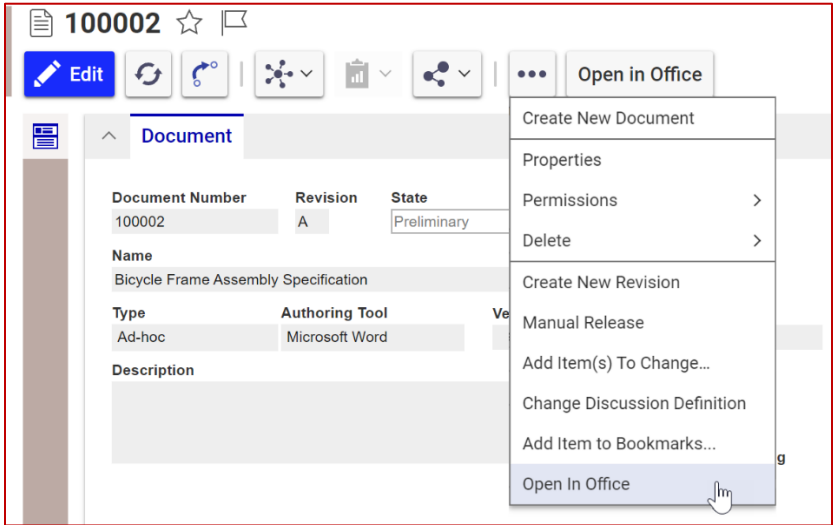 100002
Edit
Open in Office
Document
Create New Document
Properties
Permissions
Delete
Create New Revision
Manual Release
Add Item(s) To Change...
Change Discussion Definition
Add Item to Bookmarks...
Open In Office
Document Number Revision State
100002 A Preliminary
Name
Bicycle Frame Assembly Specification
Type Authoring Tool Ve
Ad-hoc Microsoft Word
Description
g